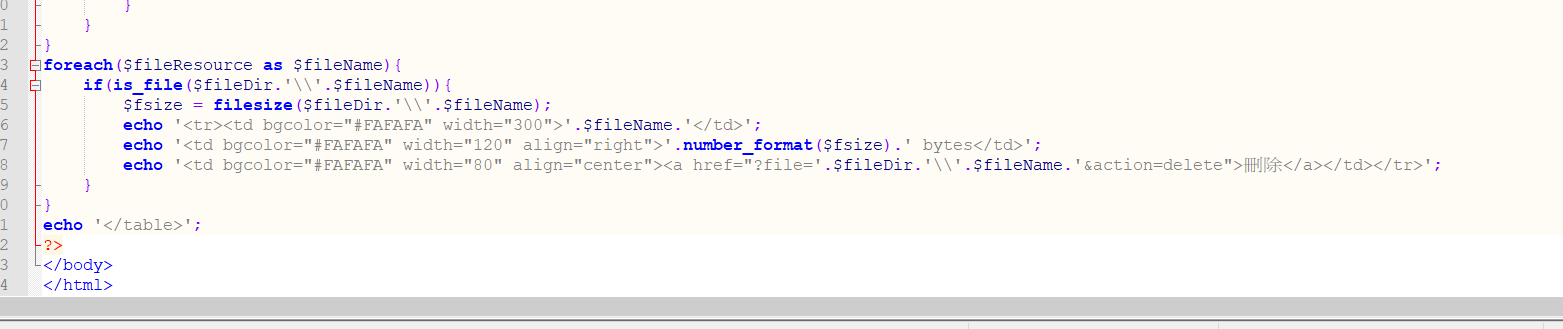 0 }
1 }
2 }
3 foreach($fileResource as $fileName){
4 if(is_file($fileDir.'\\'.$fileName)){
5 $fsize = filesize($fileDir.'\\'.$fileName);
6 echo '<tr><td bgcolor="#FAFAFA" width="300">'.$fileName.'</td>';
7 echo '<td bgcolor="#FAFAFA" width="120" align="right">'.number_format($fsize).' bytes</td>';
8 echo '<td bgcolor="#FAFAFA" width="80" align="center"><a href="?file='.$fileDir.'\\'.$fileName.'&action=delete">刪除</a></td></tr>';
9 }
0 }
1 echo '</table>';
2 ?>
3 </body>
4 </html>